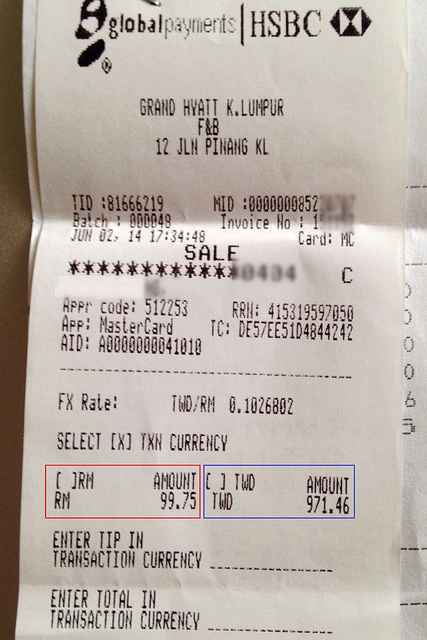 globalpayments HSBC
GRAND HYATT K.LUMPUR
F&B
12 JLN PINANG KL
TID :81666219 MID :0000000852
Batch : 000048 Invoice No : 1
JUN 02, 14 17:34:48 Card: MC
SALE
************0434 C
Appr code: 512253 RRN: 415319597050
App: MasterCard TC: DE57EE51D4844242
AID: A0000000041010
FX Rate: TWD/RM 0.1026802
SELECT [X] TXN CURRENCY
[ ]RM AMOUNT [ ] TWD AMOUNT
RM 99.75 TWD 971.46
ENTER TIP IN
TRANSACTION CURRENCY
ENTER TOTAL IN
TRANSACTION CURRENCY